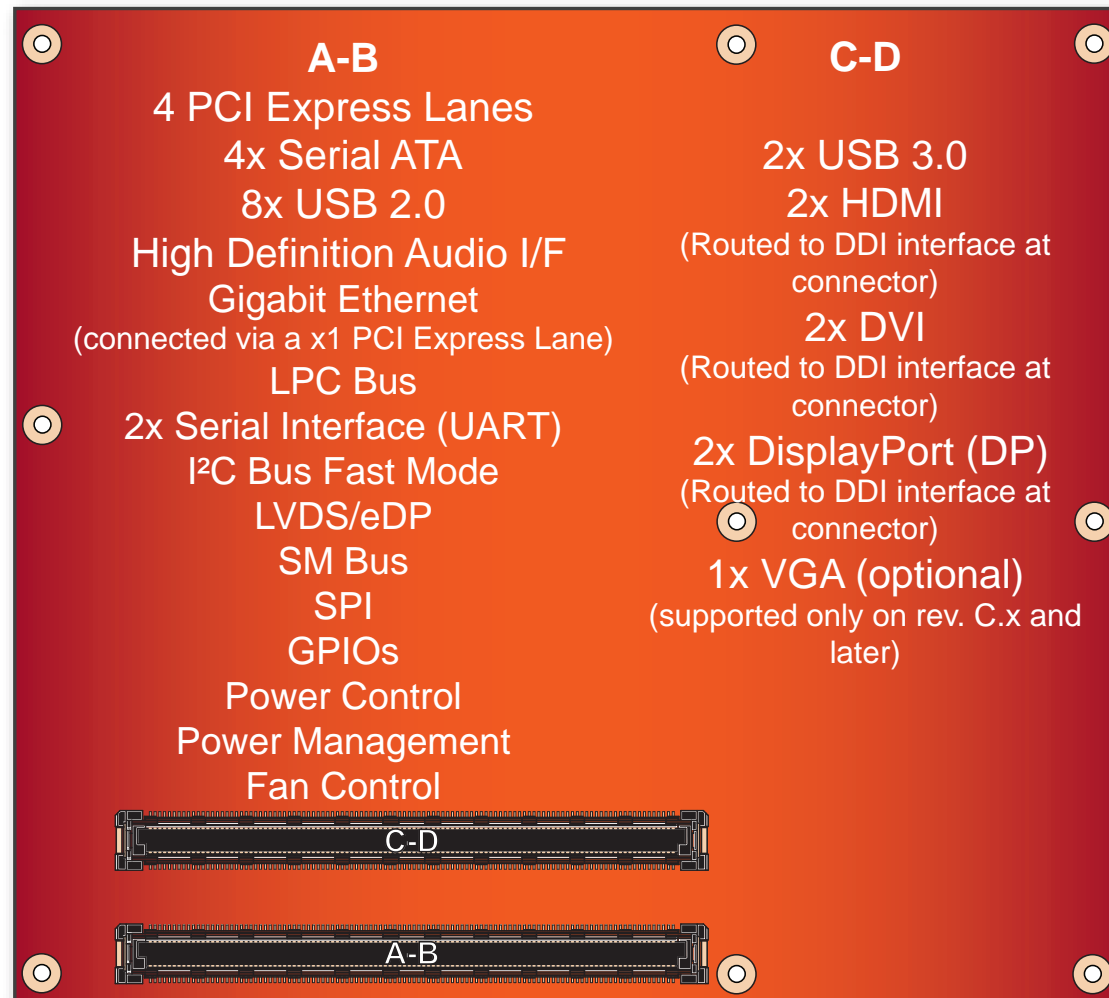 A-B
4 PCI Express Lanes
4x Serial ATA
8x USB 2.0
High Definition Audio I/F
Gigabit Ethernet
(connected via a x1 PCI Express Lane)
LPC Bus
2x Serial Interface (UART)
I²C Bus Fast Mode
LVDS/eDP
SM Bus
SPI
GPIOs
Power Control
Power Management
Fan Control
C-D
2x USB 3.0
2x HDMI
(Routed to DDI interface at
connector)
2x DVI
(Routed to DDI interface at
connector)
2x DisplayPort (DP)
(Routed to DDI interface at
connector)
1x VGA (optional)
(supported only on rev. C.x and
later)
C-D
A-B